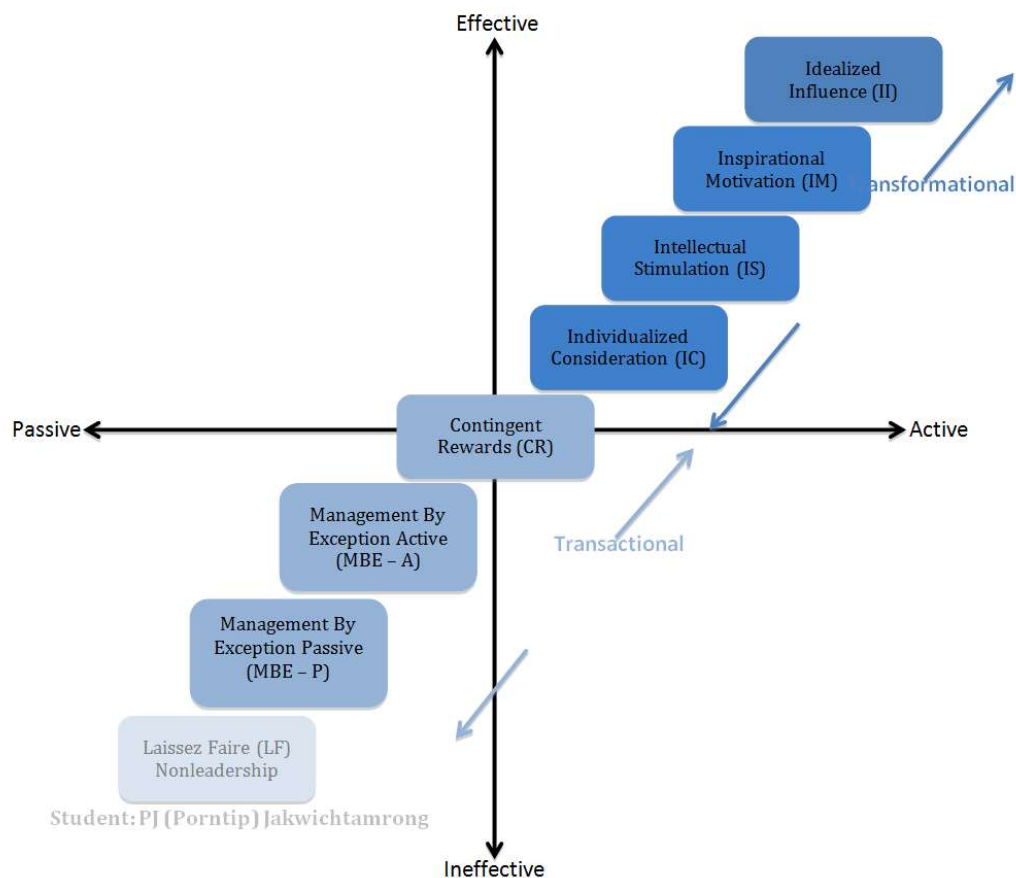 Effective
Idealized
Influence (II)
Inspirational
Motivation (IM)
Transformational
Intellectual
Stimulation (IS)
Individualized
Consideration (IC)
Passive
Contingent
Rewards (CR)
Active
Management By
Exception Active
(MBE – A)
Transactional
Management By
Exception Passive
(MBE – P)
Laissez Faire (LF)
Nonleadership
Student: PJ (Porntip) Jakwichtamrong
Ineffective